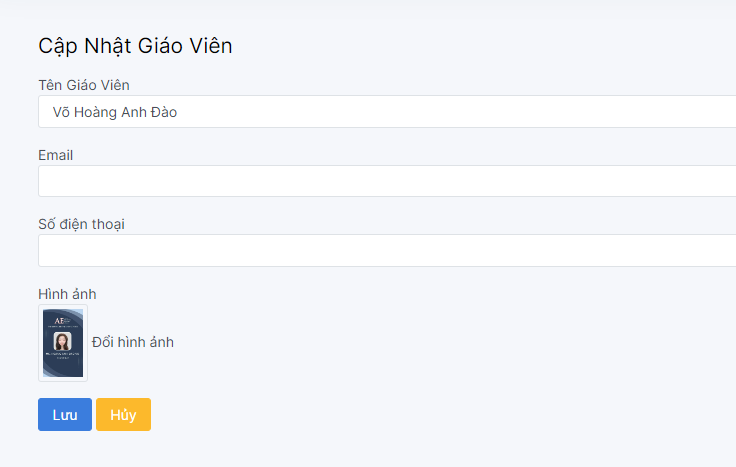 Cập Nhật Giáo Viên
Tên Giáo Viên
Võ Hoàng Anh Đào
Email
Số điện thoại
Hình ảnh
AE
Đổi hình ảnh
Lưu Hủy